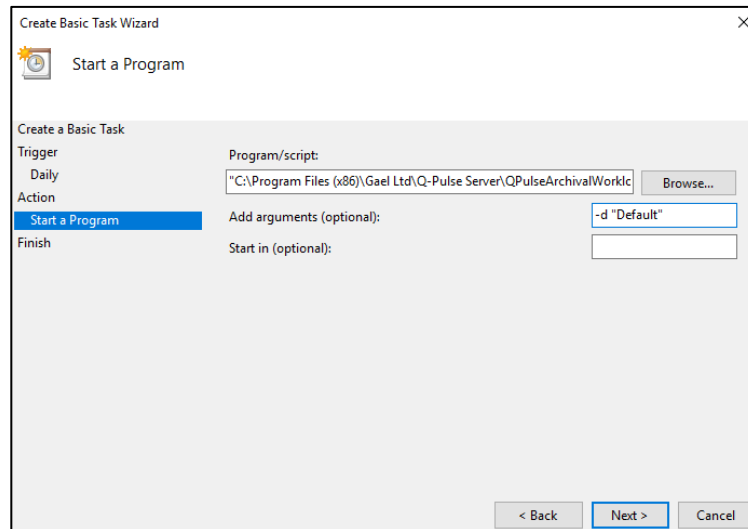 Create Basic Task Wizard
Start a Program
Create a Basic Task
Trigger
Daily
Action
Start a Program
Finish
Program/script:
"C:\Program Files (x86)\Gael Ltd\Q-Pulse Server\QPulseArchivalWorklc
Browse...
Add arguments (optional):
-d "Default"
Start in (optional):
< Back
Next >
Cancel